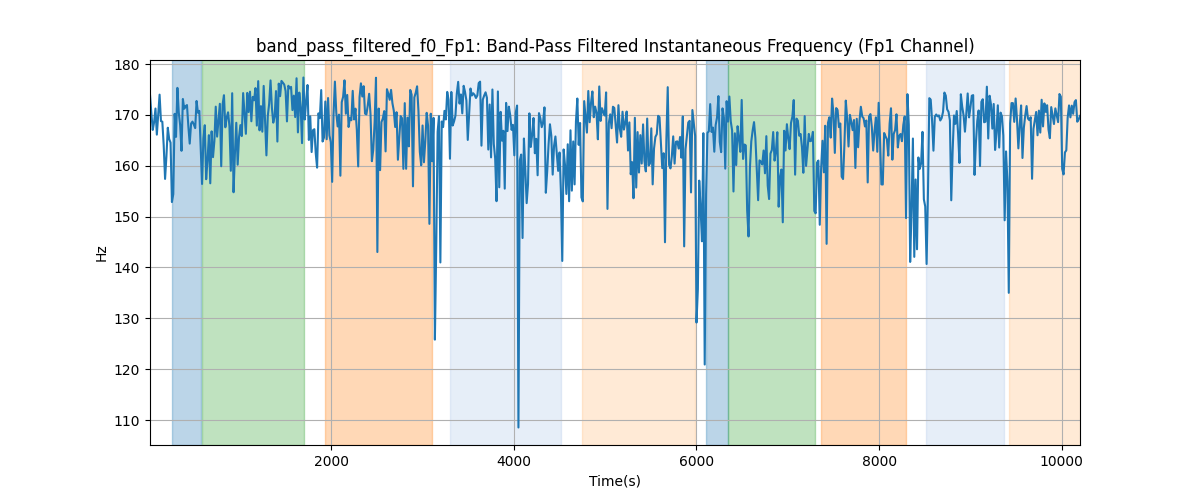 band_pass_filtered_f0_Fp1: Band-Pass Filtered Instantaneous Frequency (Fp1 Channel)
180
170
160
150
140
130
120
110
Hz
2000 4000 6000 8000 10000
Time(s)